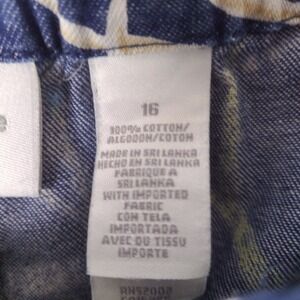 16
100% COTTON/
ALGODON/COTON
MADE IN SRI LANKA
HECHO EN SRI LANKA
FABRIQUE A
SRI LANKA
WITH IMPORTED
FABRIC
CON TELA
IMPORTADA
AVEC DU TISSU
IMPORTE
e